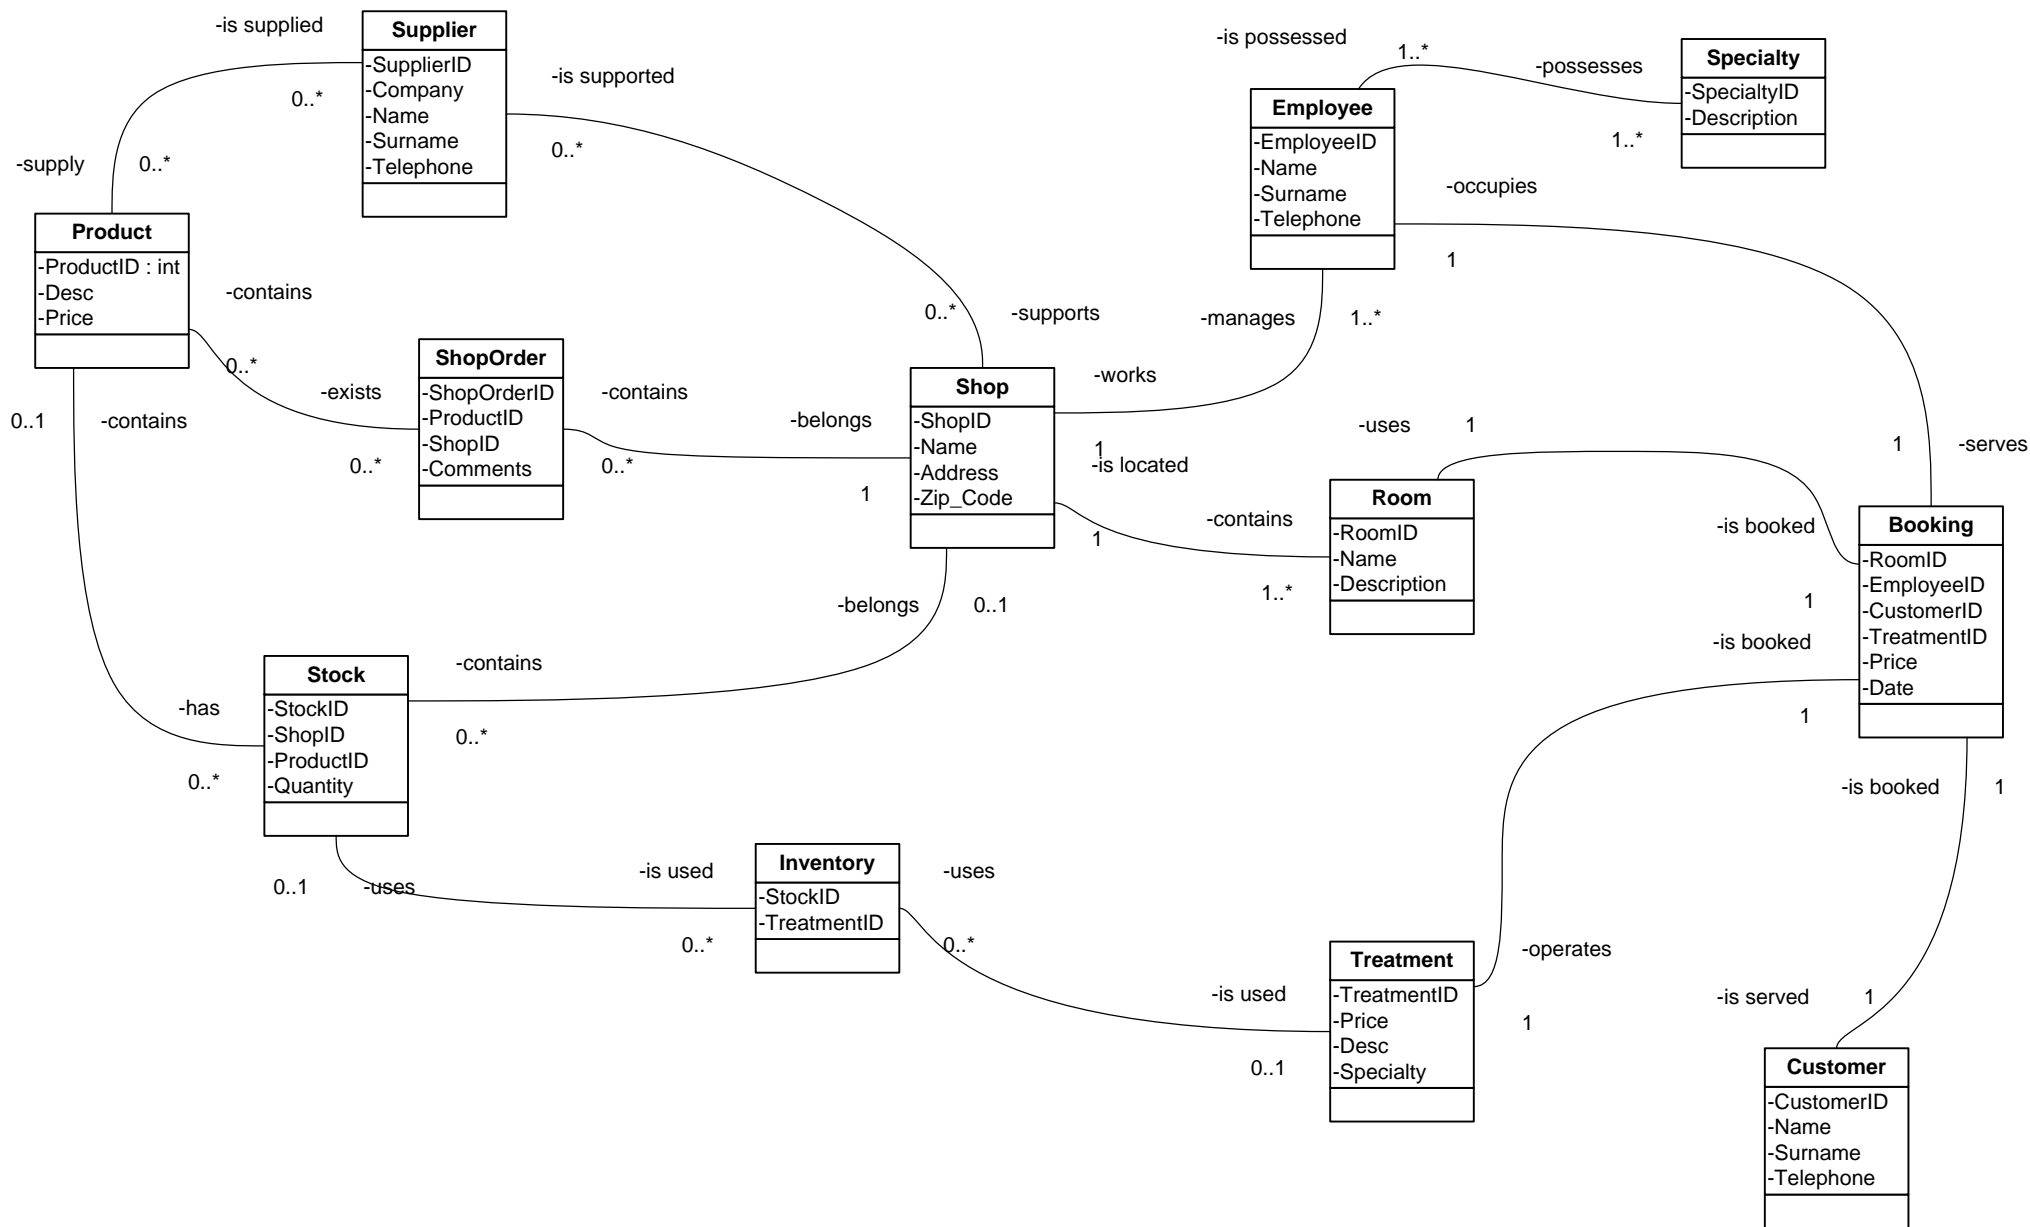 -is supplied
Supplier
-SupplierID
-Company
-Name
-Surname
-Telephone
0..*
-is supported
0..*
-supply
0..*
Product
-ProductID : int
-Desc
-Price
-contains
0..*
0..1
-contains
ShopOrder
-ShopOrderID
-ProductID
-ShopID
-Comments
-exists
0..*
-contains
0..*
-belongs
1
0..*
-supports
Shop
-ShopID
-Name
-Address
-Zip_Code
-works
1
-is located
1
-manages
1..*
-is possessed
1..*
-possesses
1..*
Specialty
-SpecialtyID
-Description
Employee
-EmployeeID
-Name
-Surname
-Telephone
-occupies
1
-uses
1
1
-serves
-contains
1..*
Room
-RoomID
-Name
-Description
-is booked
1
-is booked
1
Booking
-RoomID
-EmployeeID
-CustomerID
-TreatmentID
-Price
-Date
-is booked
1
-belongs
0..1
-contains
0..*
-has
0..*
Stock
-StockID
-ShopID
-ProductID
-Quantity
0..1
-uses
-is used
0..*
Inventory
-StockID
-TreatmentID
-uses
0..*
-is used
0..1
Treatment
-TreatmentID
-Price
-Desc
-Specialty
-operates
1
-is served
1
Customer
-CustomerID
-Name
-Surname
-Telephone